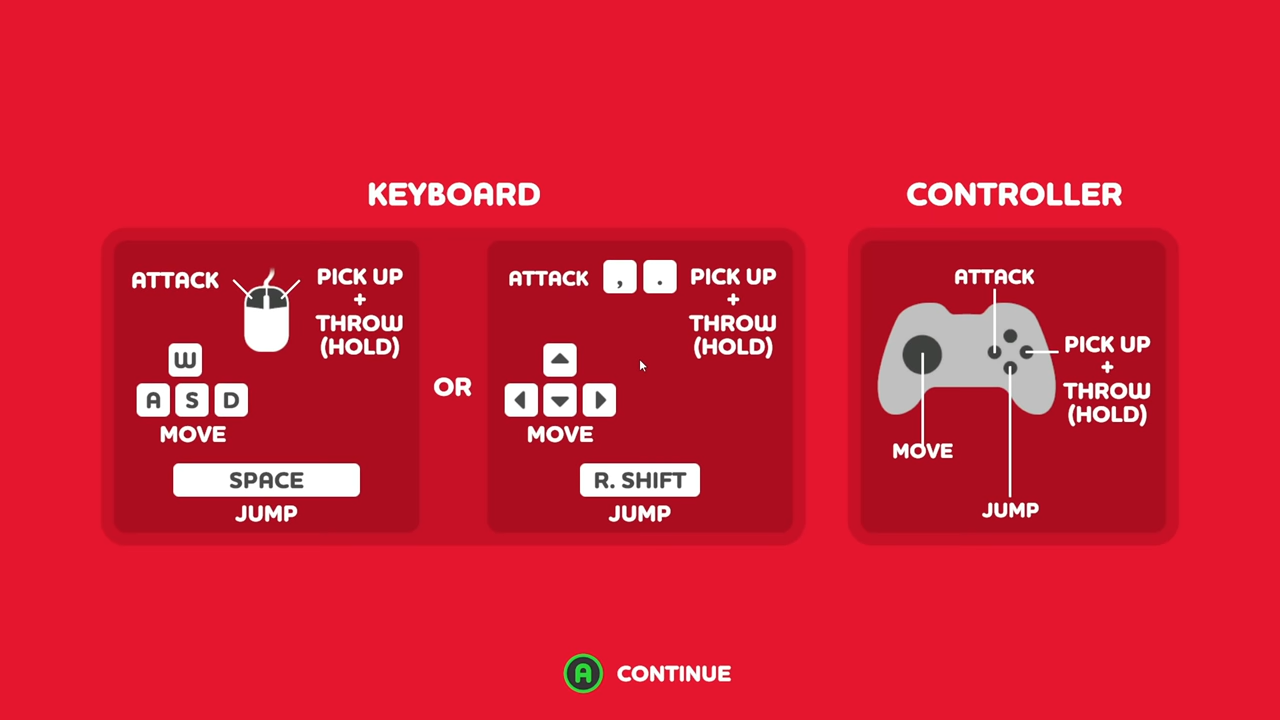 KEYBOARD
CONTROLLER
ATTACK
PICK UP
+
THROW
(HOLD)
W
A S D
MOVE
SPACE
JUMP
OR
ATTACK , .
PICK UP
+
THROW
(HOLD)
MOVE
R. SHIFT
JUMP
ATTACK
PICK UP
+
THROW
(HOLD)
MOVE
JUMP
A CONTINUE